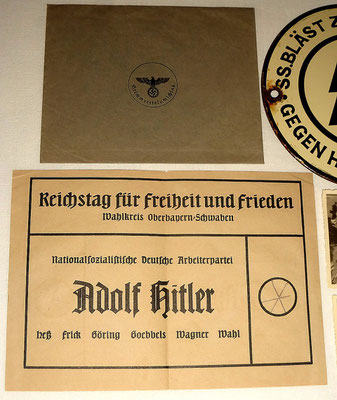 SS. BLÄST Z
GEGEN H
Reichstag für Freiheit und Frieden
Wahlkreis Oberbayern-Schwaben
Nationalsozialistische Deutsche Arbeiterpartei
Adolf Hitler
Heß Frick Göring Goebbels Wagner Wahl